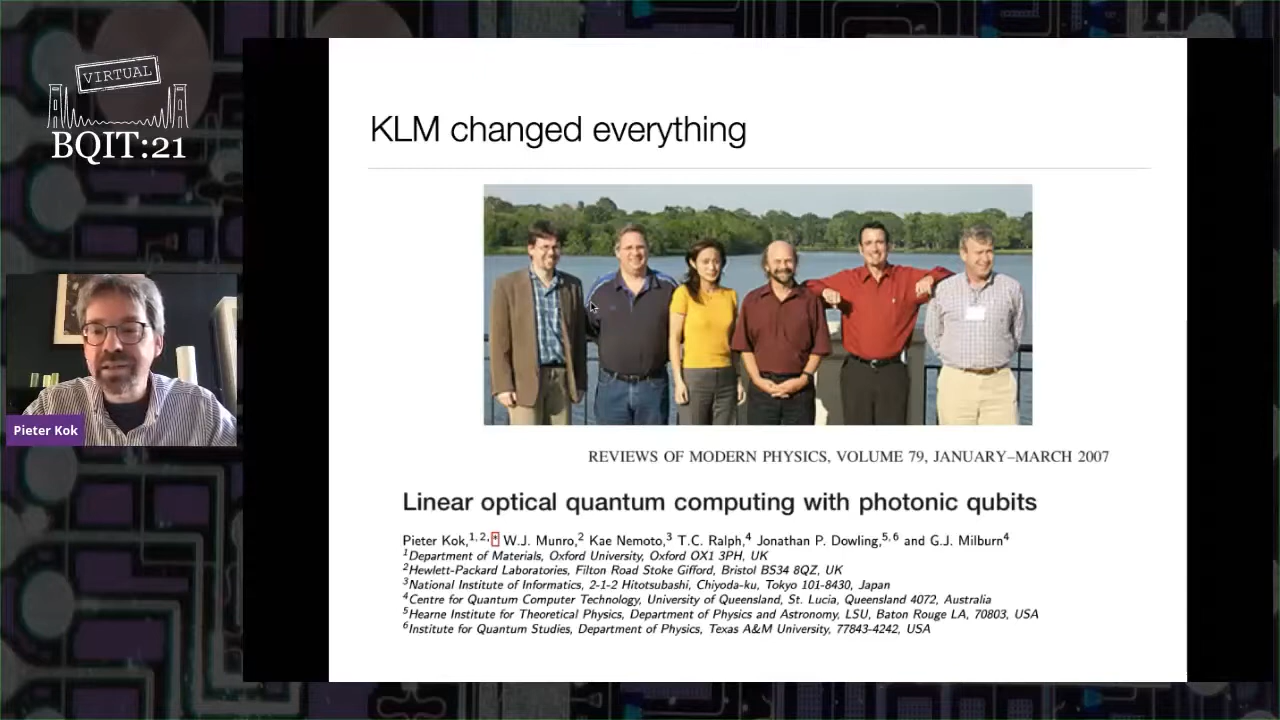 VIRTUAL
BQIT:21
KLM changed everything
Pieter Kok
REVIEWS OF MODERN PHYSICS, VOLUME 79, JANUARY–MARCH 2007
Linear optical quantum computing with photonic qubits
Pieter Kok,1, 2, * W.J. Munro,2 Kae Nemoto,3 T.C. Ralph,4 Jonathan P. Dowling,5, 6 and G.J. Milburn4
1Department of Materials, Oxford University, Oxford OX1 3PH, UK
2Hewlett-Packard Laboratories, Filton Road Stoke Gifford, Bristol BS34 8QZ, UK
3National Institute of Informatics, 2-1-2 Hitotsubashi, Chiyoda-ku, Tokyo 101-8430, Japan
4Centre for Quantum Computer Technology, University of Queensland, St. Lucia, Queensland 4072, Australia
5Hearne Institute for Theoretical Physics, Department of Physics and Astronomy, LSU, Baton Rouge LA, 70803, USA
6Institute for Quantum Studies, Department of Physics, Texas A&M University, 77843-4242, USA